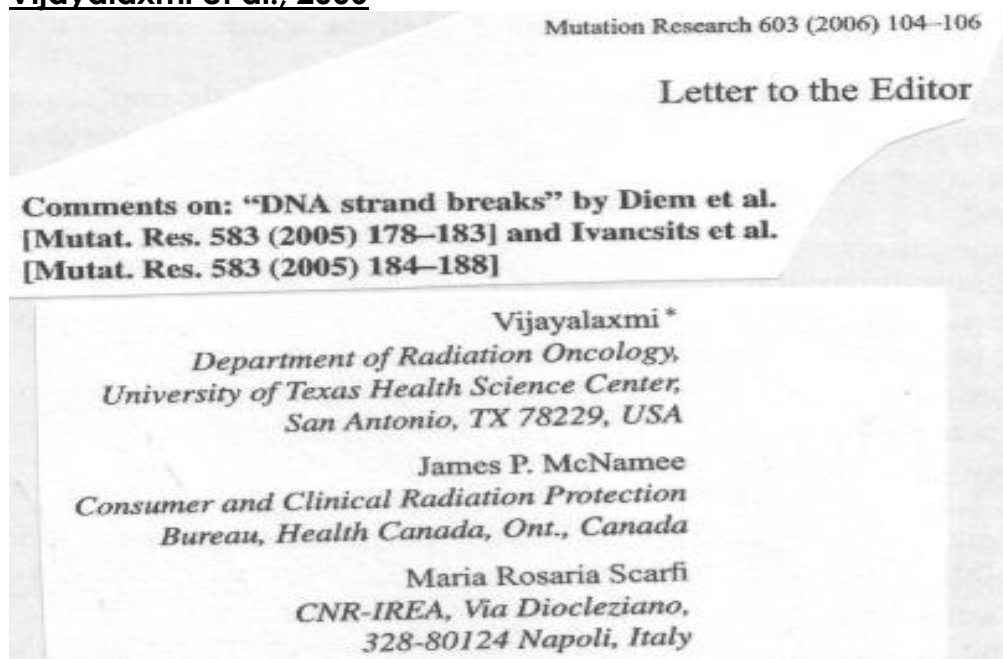 Vijayalaxmi et al., 2006
Mutation Research 603 (2006) 104–106
Letter to the Editor
Comments on: “DNA strand breaks” by Diem et al.
[Mutat. Res. 583 (2005) 178–183] and Ivancsits et al.
[Mutat. Res. 583 (2005) 184–188]
Vijayalaxmi*
Department of Radiation Oncology,
University of Texas Health Science Center,
San Antonio, TX 78229, USA
James P. McNamee
Consumer and Clinical Radiation Protection
Bureau, Health Canada, Ont., Canada
Maria Rosaria Scarfi
CNR-IREA, Via Diocleziano,
328-80124 Napoli, Italy